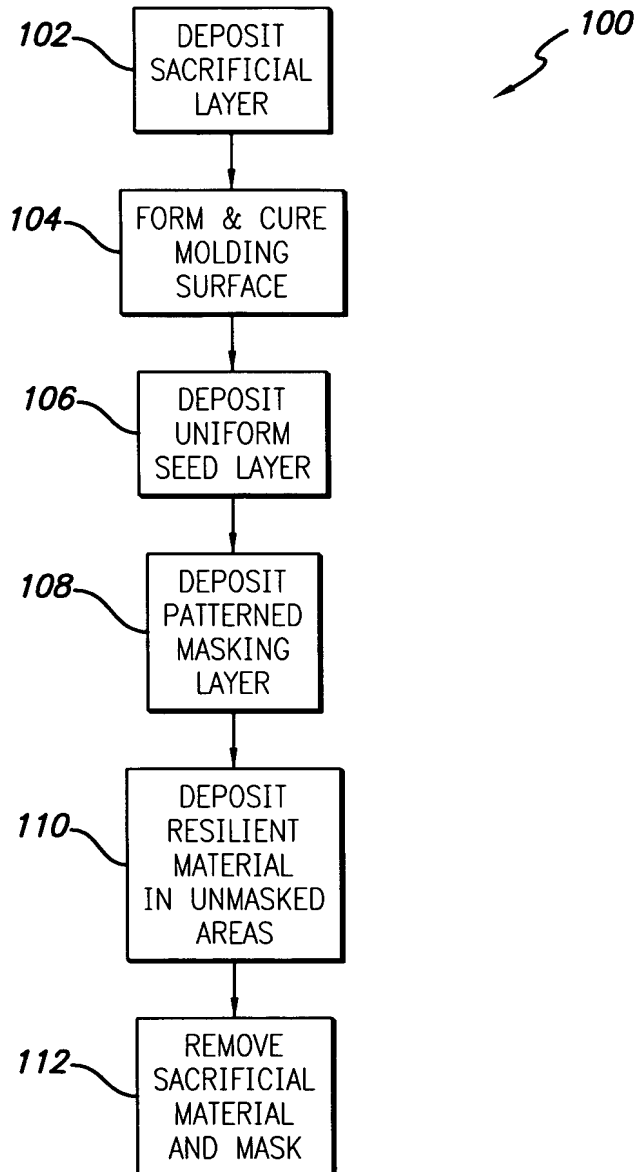 100
102
DEPOSIT
SACRIFICIAL
LAYER
104
FORM & CURE
MOLDING
SURFACE
106
DEPOSIT
UNIFORM
SEED LAYER
108
DEPOSIT
PATTERNED
MASKING
LAYER
110
DEPOSIT
RESILIENT
MATERIAL
IN UNMASKED
AREAS
112
REMOVE
SACRIFICIAL
MATERIAL
AND MASK